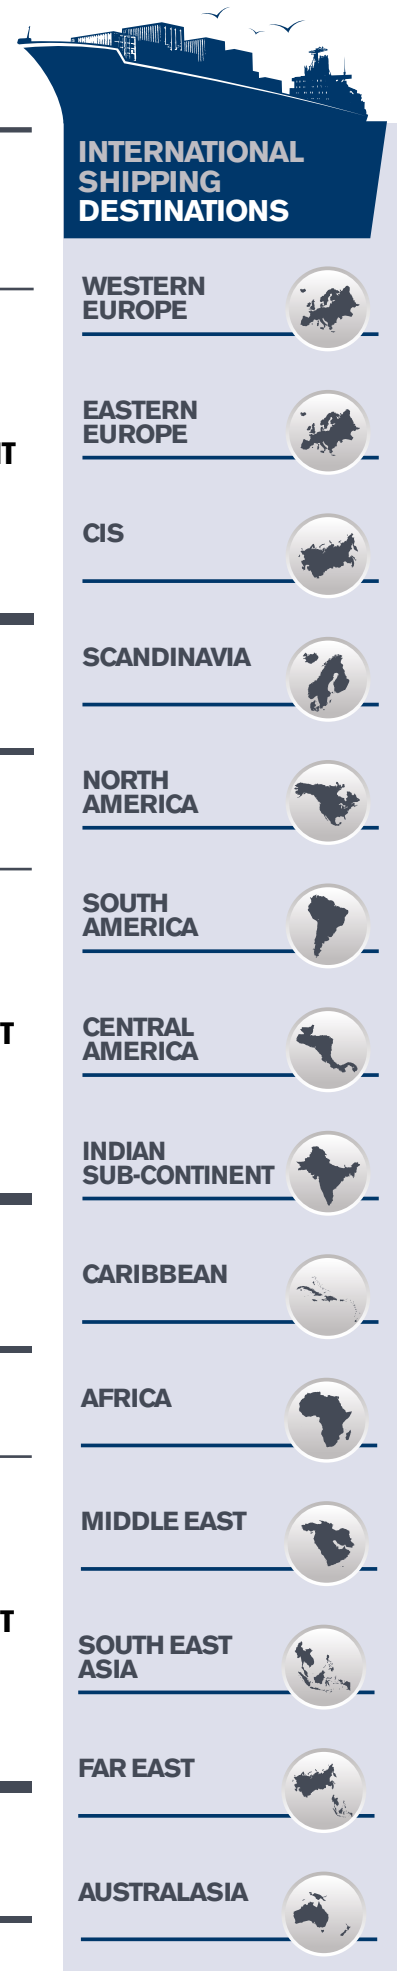 INTERNATIONAL
SHIPPING
DESTINATIONS
WESTERN
EUROPE
EASTERN
EUROPE
CIS
SCANDINAVIA
NORTH
AMERICA
SOUTH
AMERICA
CENTRAL
AMERICA
INDIAN
SUB-CONTINENT
CARIBBEAN
AFRICA
MIDDLE EAST
SOUTH EAST
ASIA
FAR EAST
AUSTRALASIA